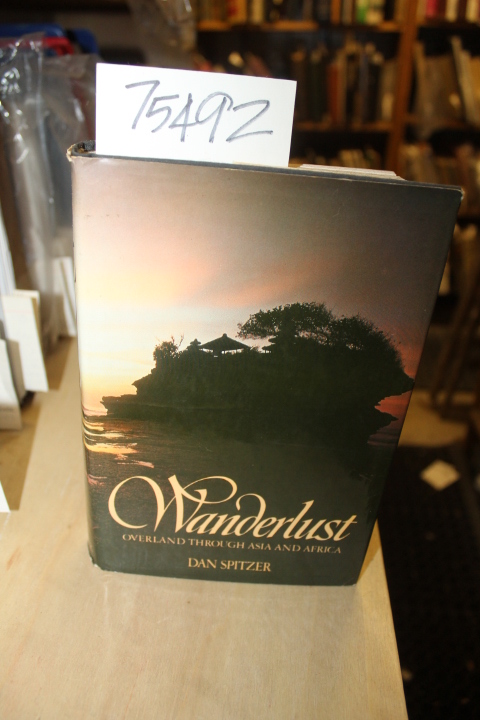 75492
Wanderlust
OVERLAND THROUGH ASIA AND AFRICA
DAN SPITZER